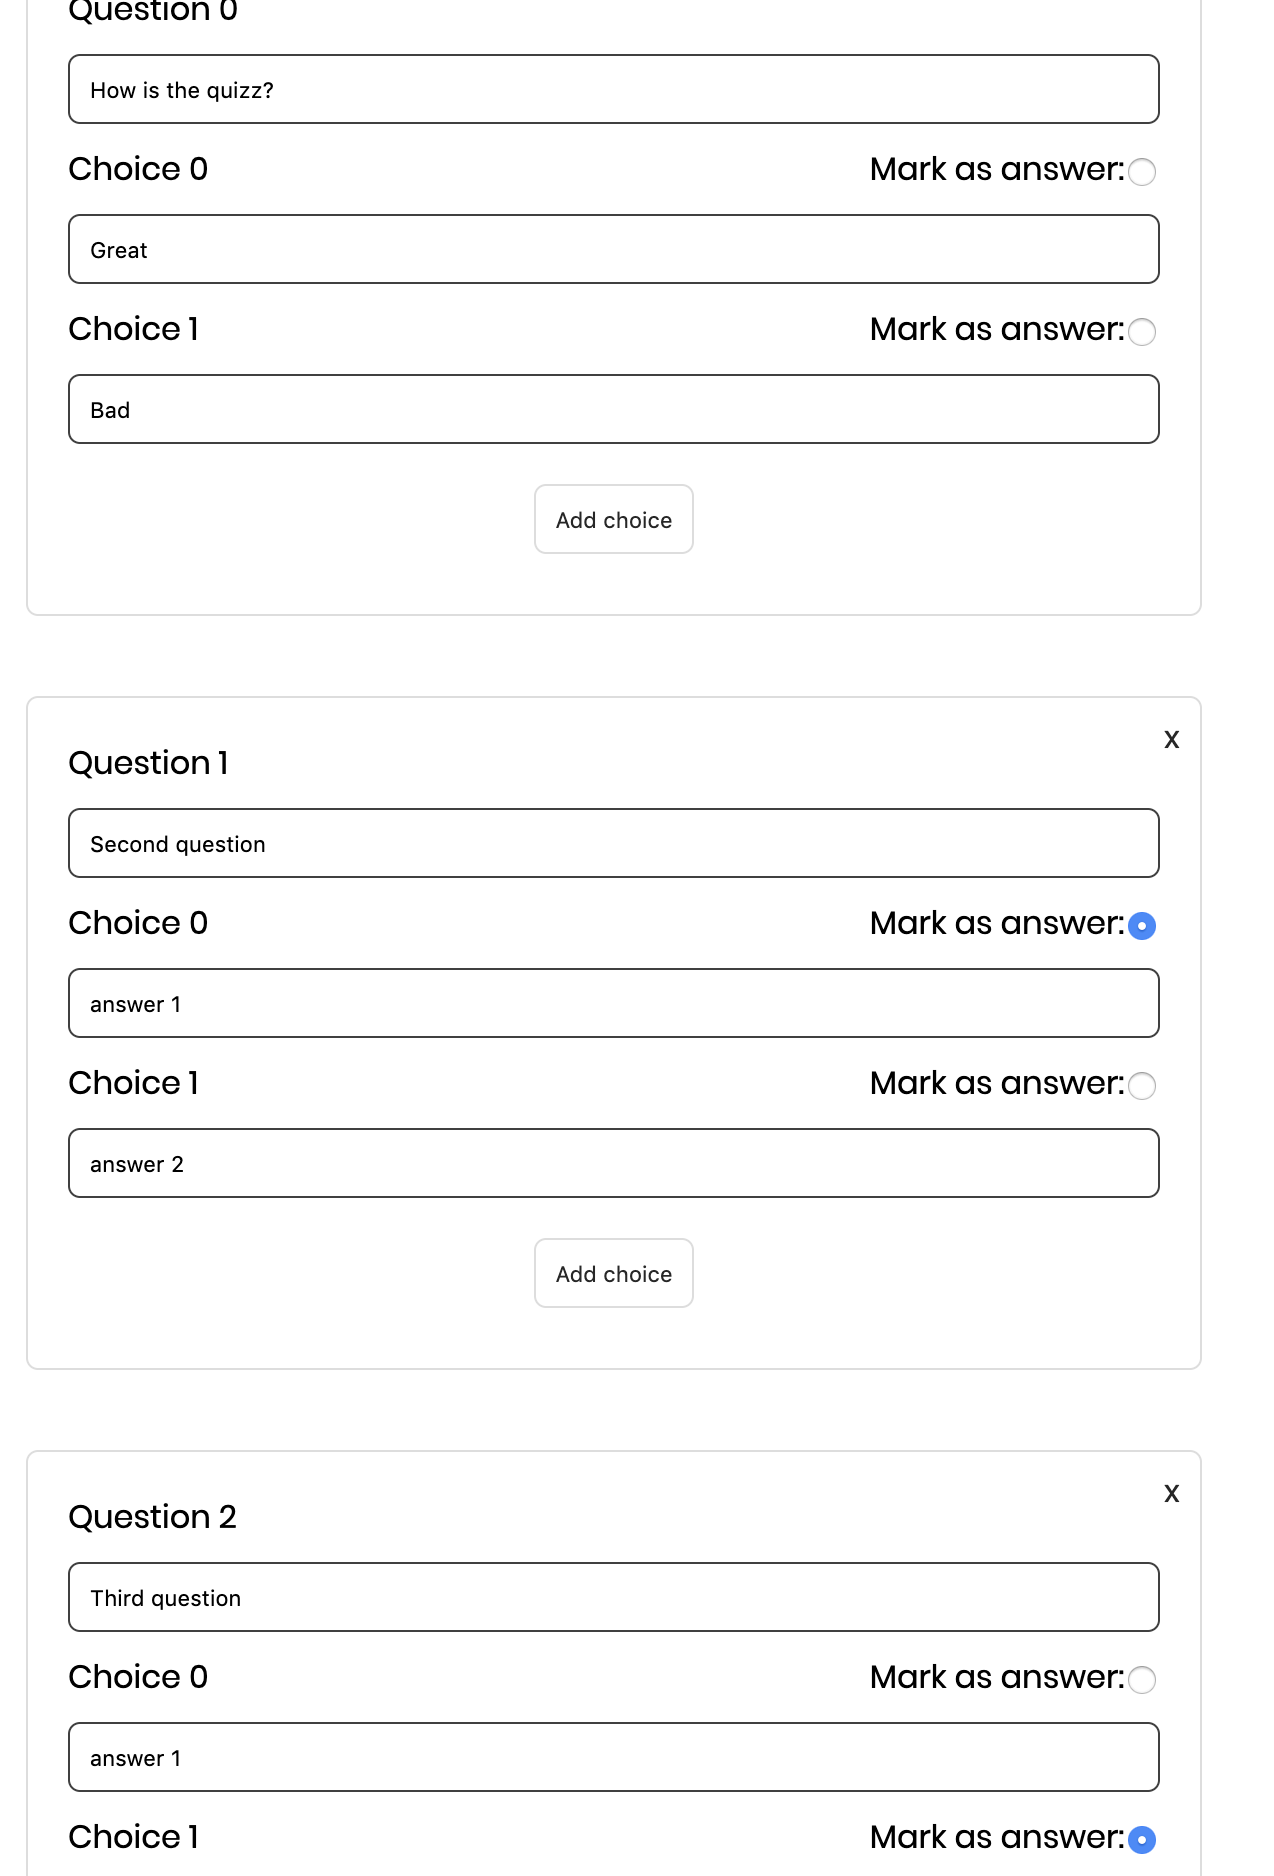 Question 0
How is the quizz?
Choice 0 Mark as answer:
Great
Choice 1 Mark as answer:
Bad
Add choice
X
Question 1
Second question
Choice 0 Mark as answer:
answer 1
Choice 1 Mark as answer:
answer 2
Add choice
X
Question 2
Third question
Choice 0 Mark as answer:
answer 1
Choice 1 Mark as answer: